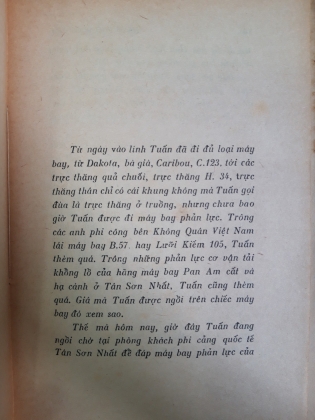 Từ ngày vào lính Tuấn đã đi đủ loại máy
bay, từ Dakota, bà già, Caribou, C.123, tới các
trực thăng quả chuối, trực thăng H. 34, trực
thăng thân chỉ có cái khung không mà Tuấn gọi
đùa là trực thăng ở truồng, nhưng chưa bao
giờ Tuấn được đi máy bay phản lực. Trông
các anh phi công bên Không Quân Việt Nam
lái máy bay B.57. hay Lưỡi Kiếm 105, Tuấn
thèm quá. Trông những phản lực cơ vận tải
khổng lồ của hãng máy bay Pan Am cất và
hạ cánh ở Tân Sơn Nhất, Tuấn cũng thèm
quá. Giá mà Tuấn được ngồi trên chiếc máy
bay đó xem sao.
Thế mà hôm nay, giờ đây Tuấn đang
ngồi chờ tại phòng khách phi cảng quốc tế
Tân Sơn Nhất để đáp máy bay phản lực của